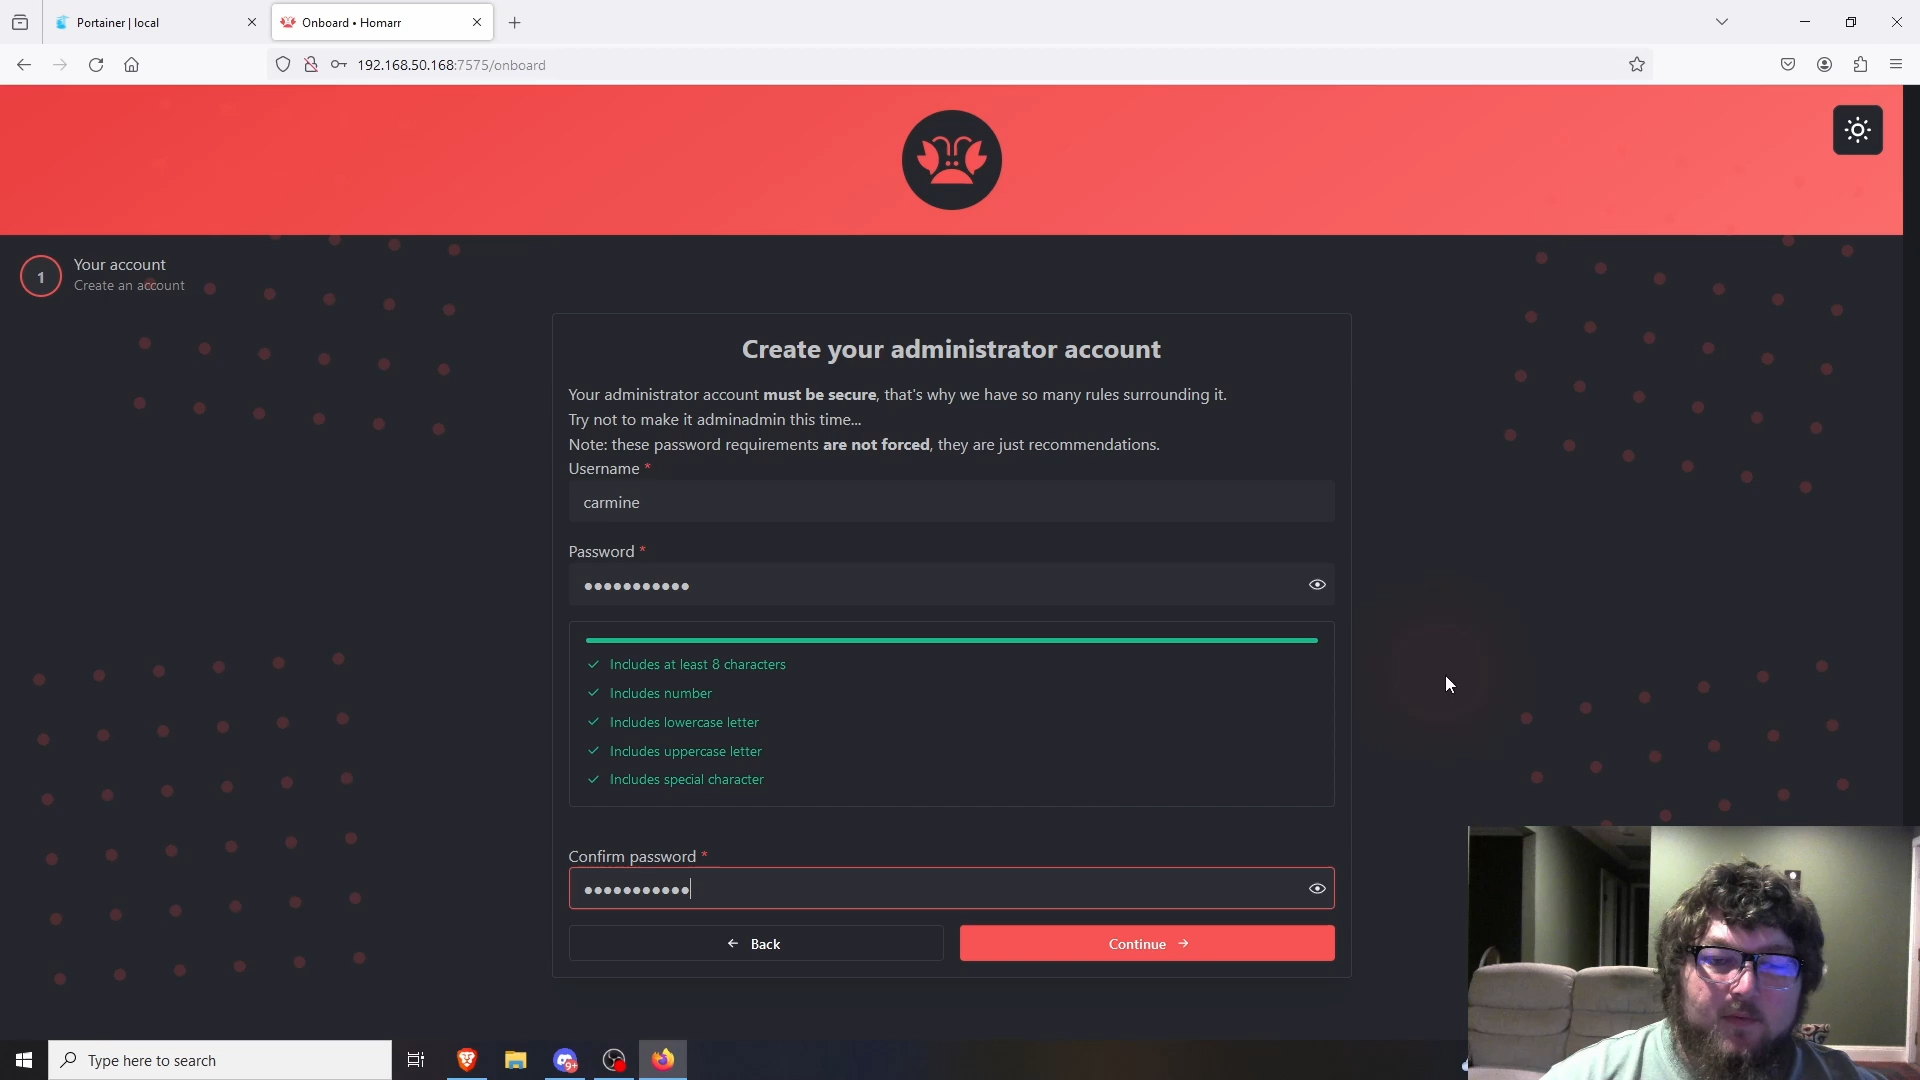 Portainer | local
Onboard • Homarr
192.168.50.168:7575/onboard
1
Your account
Create an account
Create your administrator account
Your administrator account must be secure, that's why we have so many rules surrounding it.
Try not to make it adminadmin this time...
Note: these password requirements are not forced, they are just recommendations.
Username *
carmine
Password *
●●●●●●●●●●●
Includes at least 8 characters
Includes number
Includes lowercase letter
Includes uppercase letter
Includes special character
Confirm password *
●●●●●●●●●●●
Back
Continue
Type here to search
9+